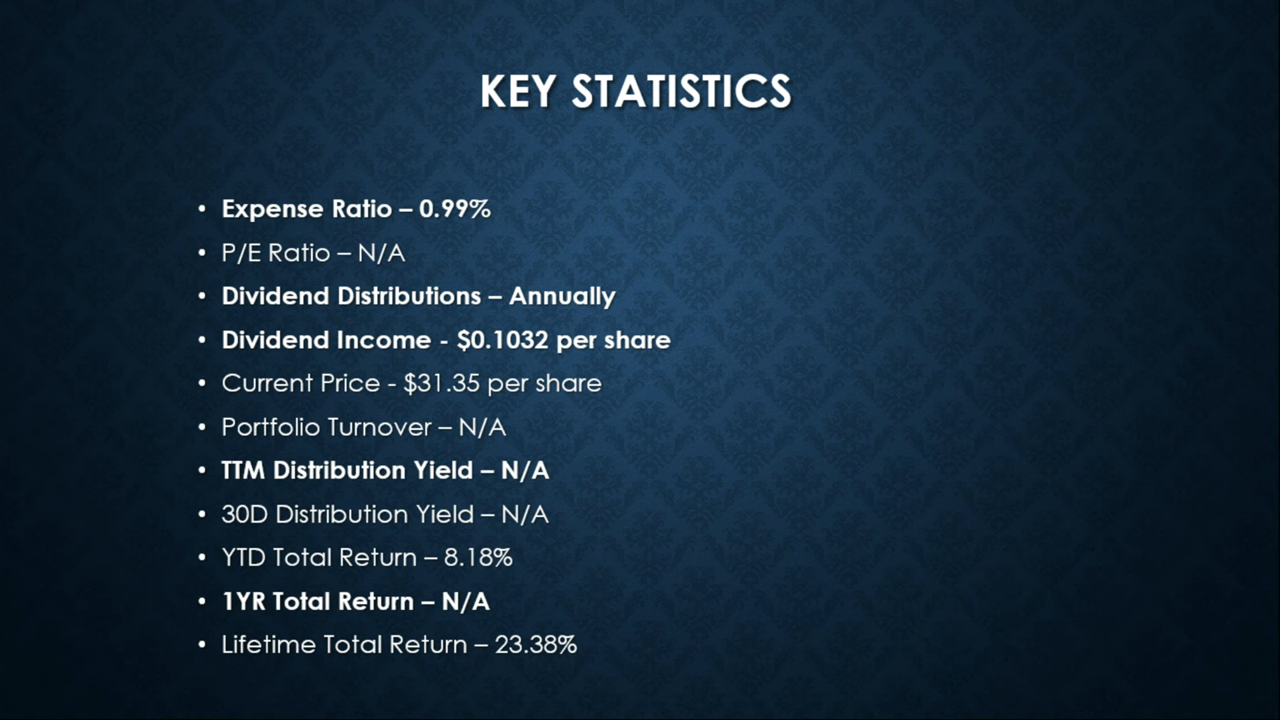 KEY STATISTICS
• Expense Ratio – 0.99%
• P/E Ratio – N/A
• Dividend Distributions – Annually
• Dividend Income - $0.1032 per share
• Current Price - $31.35 per share
• Portfolio Turnover – N/A
• TTM Distribution Yield – N/A
• 30D Distribution Yield – N/A
• YTD Total Return – 8.18%
• 1YR Total Return – N/A
• Lifetime Total Return – 23.38%